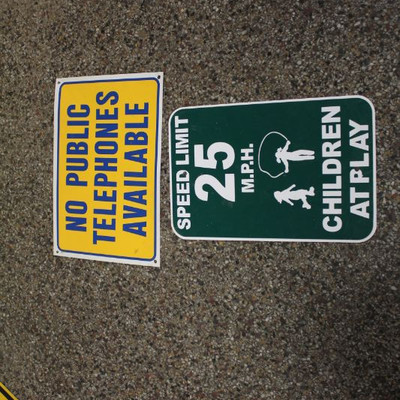 NO PUBLIC
TELEPHONES
AVAILABLE
SPEED LIMIT
25
M.P.H.
CHILDREN
AT PLAY